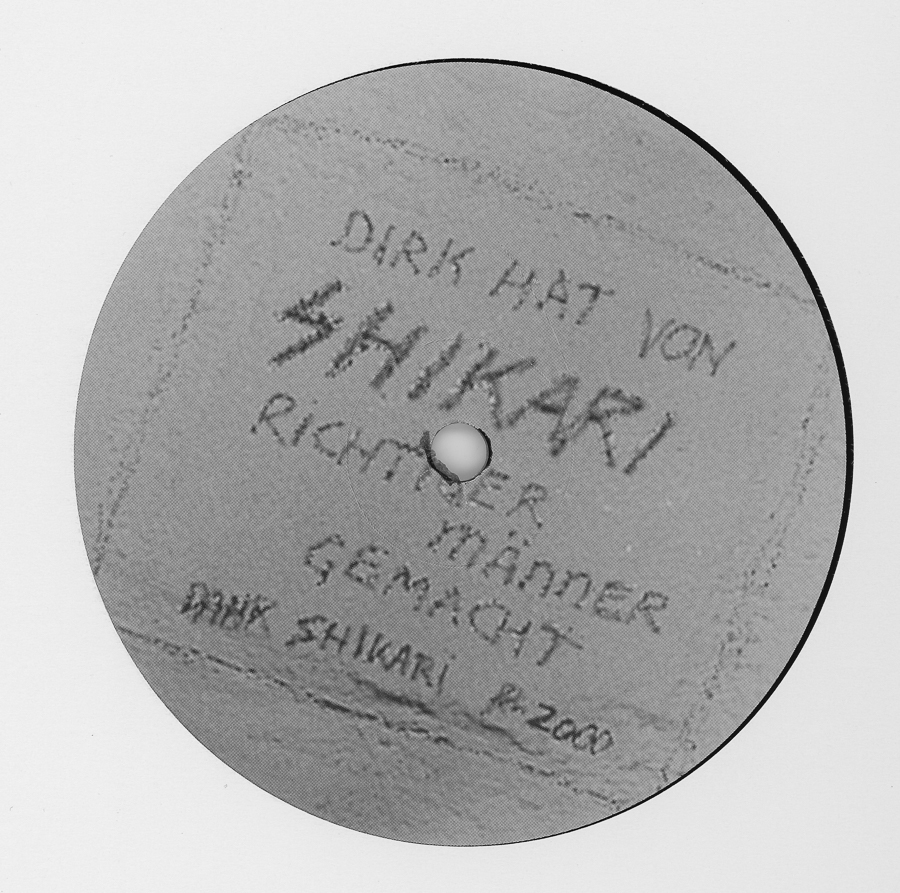 DIRK HAT VON
SHIKARI
RICHTIGER
MÄNNER
GEMACHT
DANK SHIKARI 2000